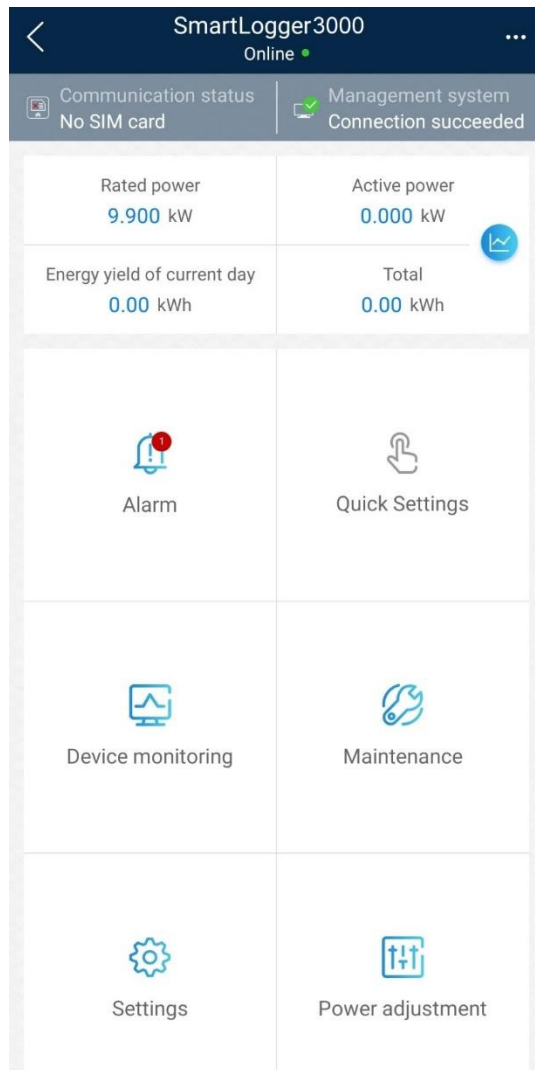 SmartLogger3000
Online
Communication status
No SIM card
Management system
Connection succeeded
Rated power
9.900 kW
Active power
0.000 kW
Energy yield of current day
0.00 kWh
Total
0.00 kWh
1
Alarm
Quick Settings
Device monitoring
Maintenance
Settings
Power adjustment